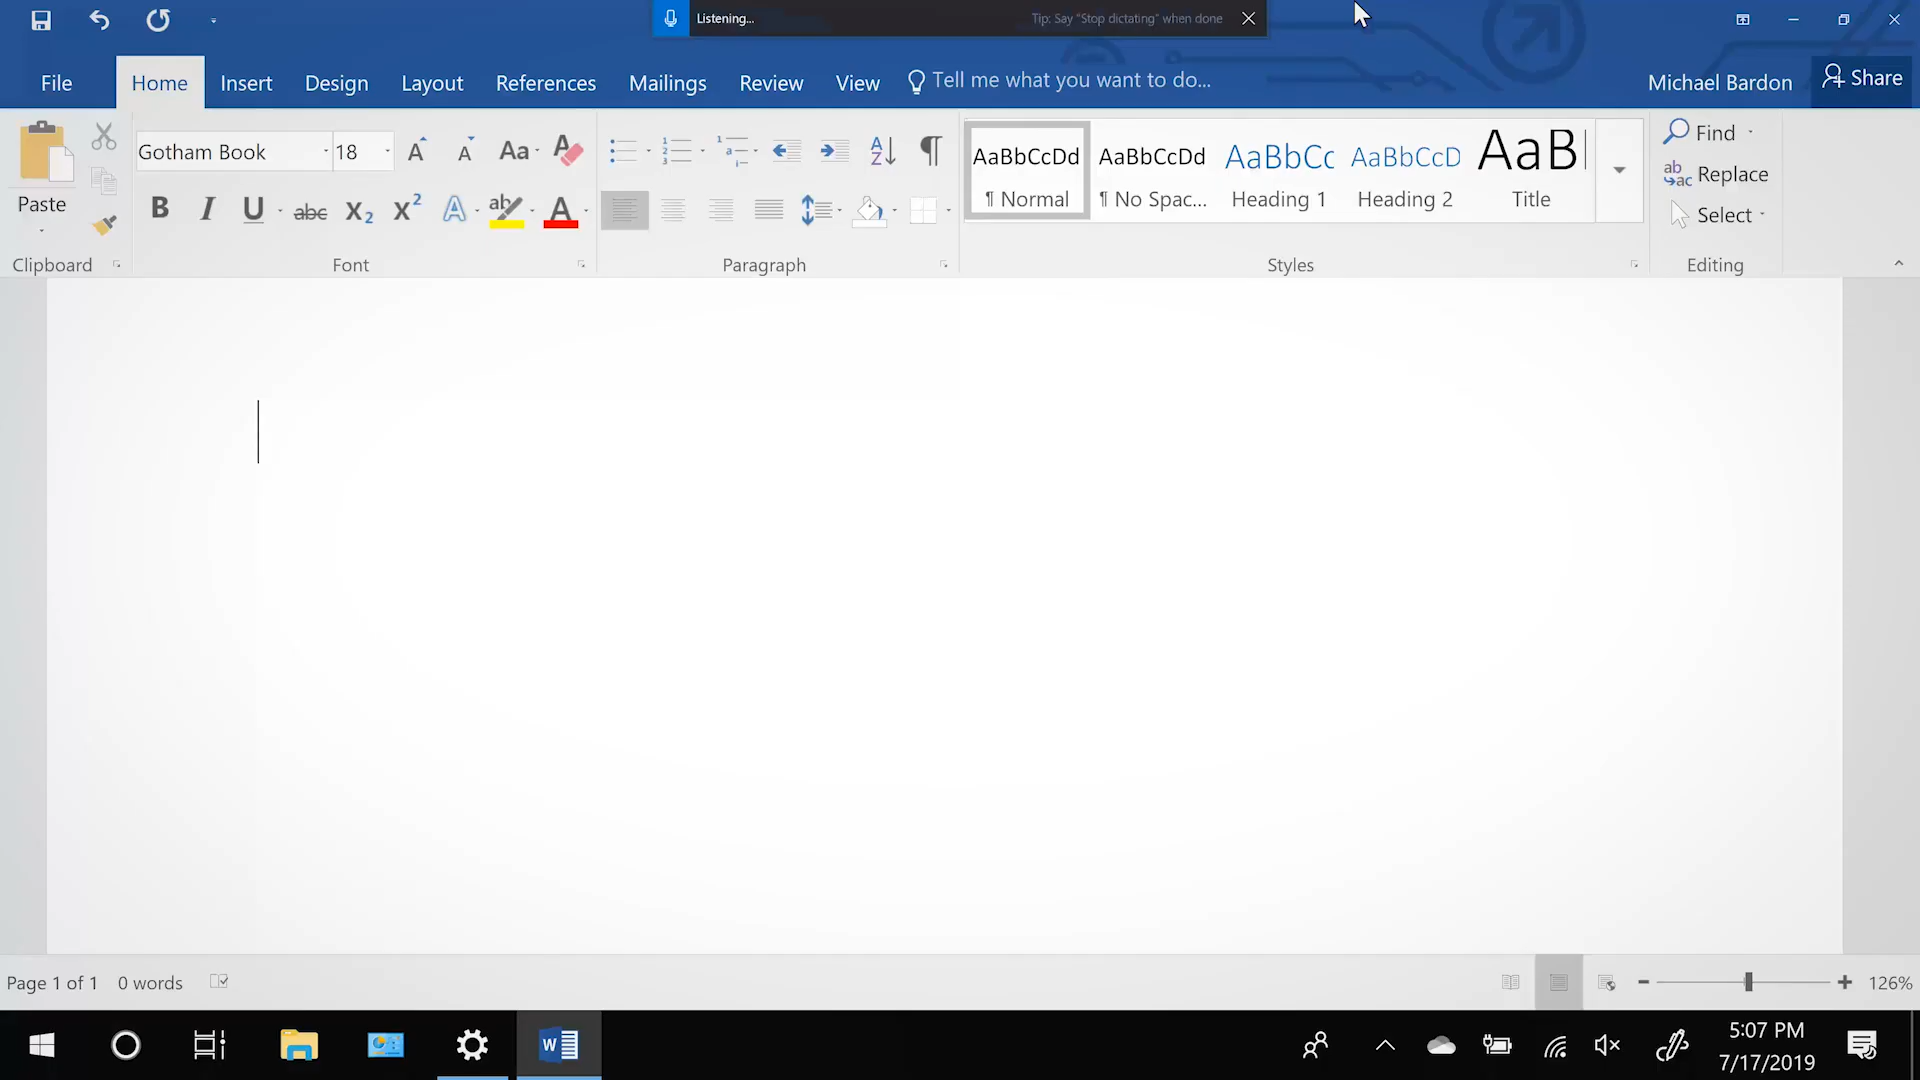 Listening...
Tip: Say "Stop dictating" when done
File Home Insert Design Layout References Mailings Review View Tell me what you want to do... Michael Bardon Share
Paste
Clipboard
Gotham Book 18
Font
Paragraph
AaBbCcDd AaBbCcDd AaBbCc AaBbCcD AaB
¶ Normal ¶ No Spac... Heading 1 Heading 2 Title
Styles
Find
Replace
Select
Editing
Page 1 of 1 0 words
126%
5:07 PM
7/17/2019